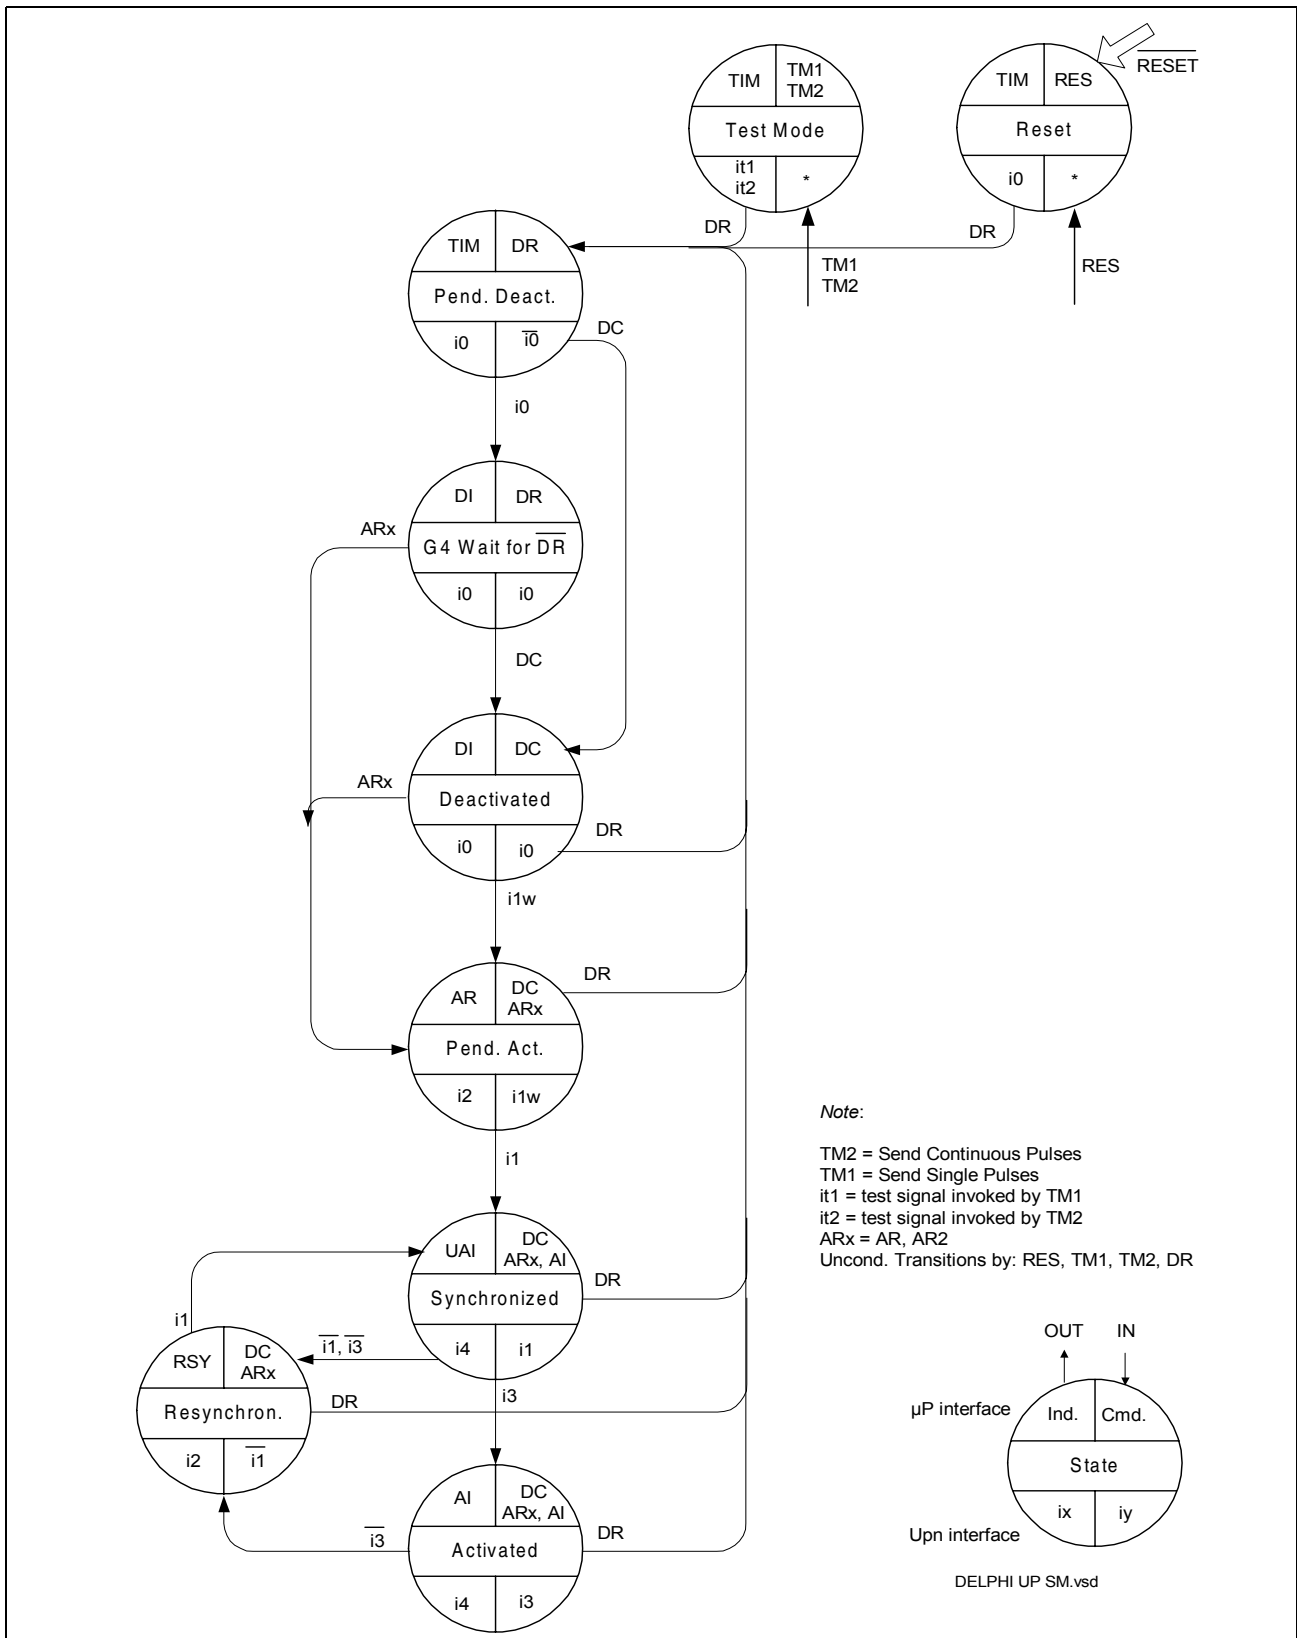 TIM
TM1
TM2
Test Mode
it1
it2
*
TIM
RES
Reset
i0
*
RESET
DR
DR
TM1
TM2
RES
TIM
DR
Pend. Deact.
i0
i0
DC
i0
DI
DR
G4 Wait for DR
i0
i0
ARx
DC
DI
DC
Deactivated
i0
i0
ARx
DR
i1w
AR
DC
ARx
Pend. Act.
i2
i1w
DR
i1
UAI
DC
ARx, AI
Synchronized
i4
i1
DR
i1
i1, i3
i3
RSY
DC
ARx
Resynchron.
i2
i1
DR
AI
DC
ARx, AI
Activated
i4
i3
i3
DR
Note:
TM2 = Send Continuous Pulses
TM1 = Send Single Pulses
it1 = test signal invoked by TM1
it2 = test signal invoked by TM2
ARx = AR, AR2
Uncond. Transitions by: RES, TM1, TM2, DR
OUT
IN
µP interface
Ind.
Cmd.
State
ix
iy
Upn interface
DELPHI UP SM.vsd